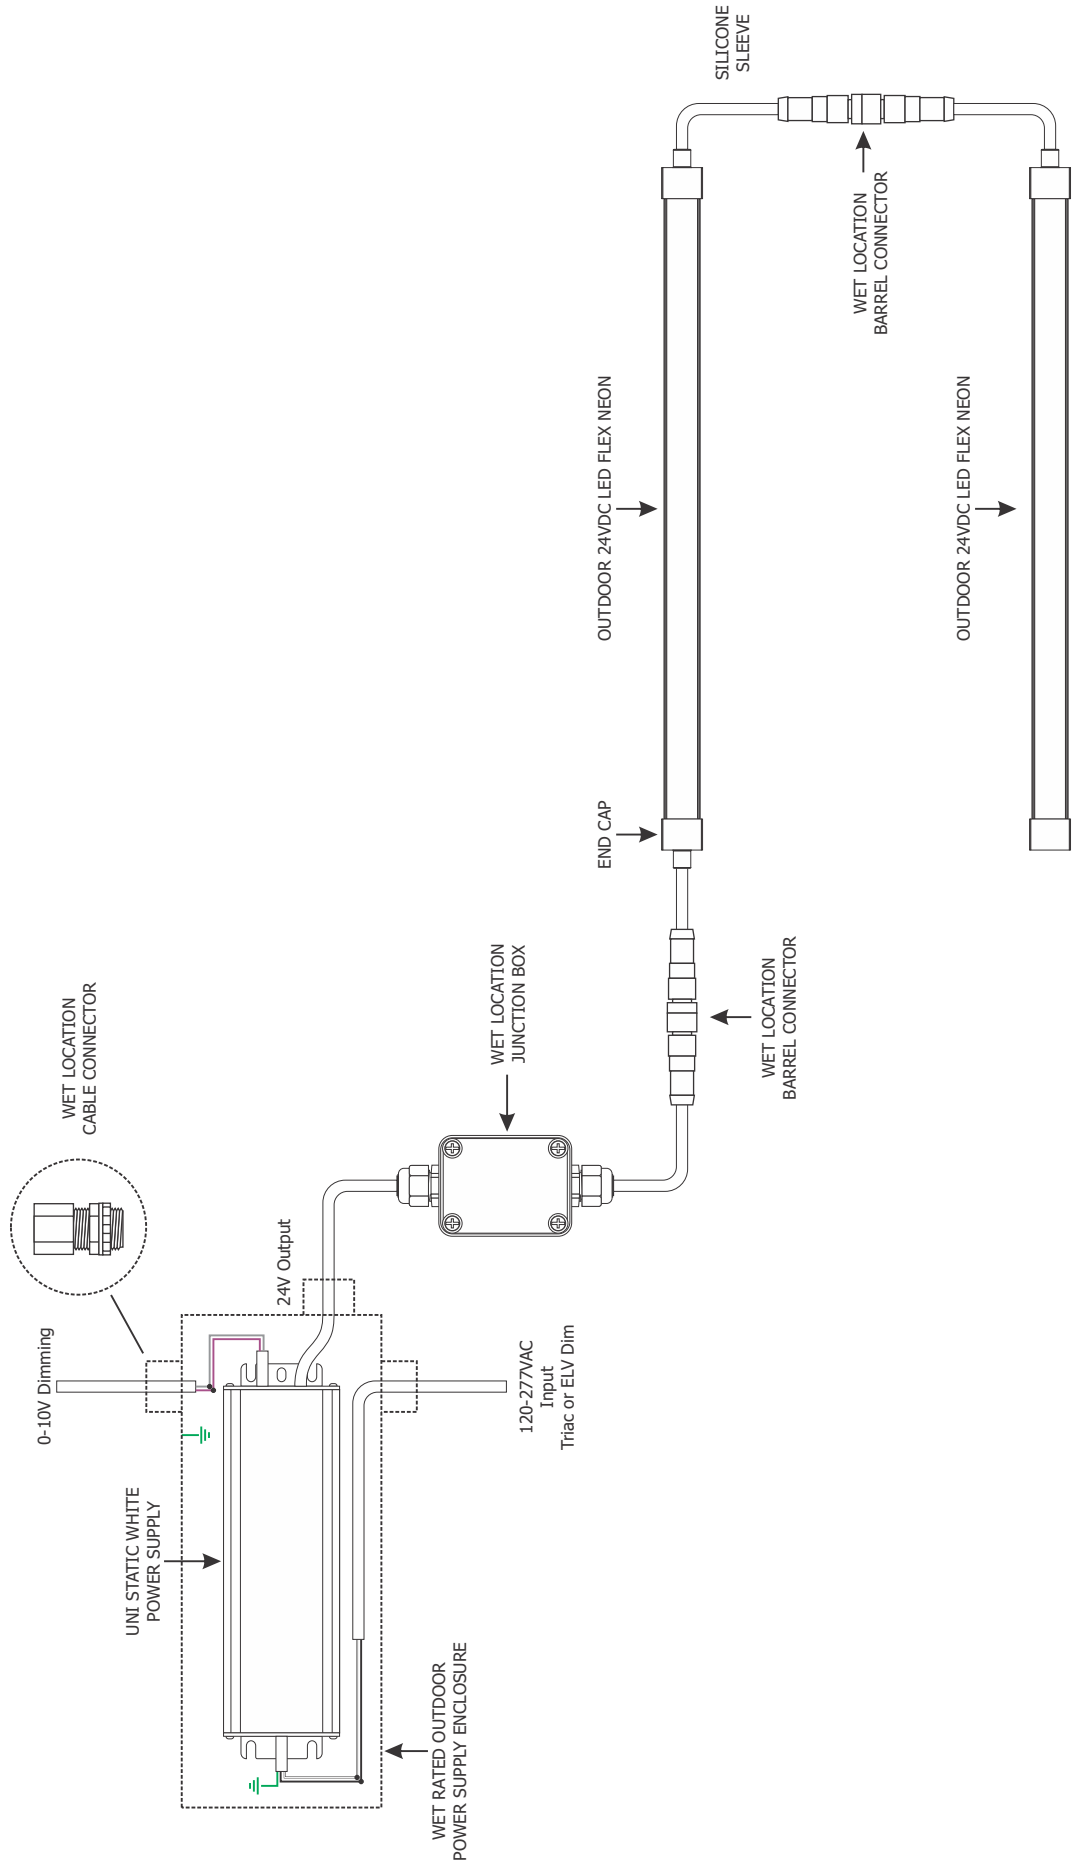 WET LOCATION
CABLE CONNECTOR
0-10V Dimming
UNI STATIC WHITE
POWER SUPPLY
WET RATED OUTDOOR
POWER SUPPLY ENCLOSURE
24V Output
120-277VAC
Input
Triac or ELV Dim
WET LOCATION
JUNCTION BOX
WET LOCATION
BARREL CONNECTOR
END CAP
OUTDOOR 24VDC LED FLEX NEON
SILICONE
SLEEVE
WET LOCATION
BARREL CONNECTOR
OUTDOOR 24VDC LED FLEX NEON